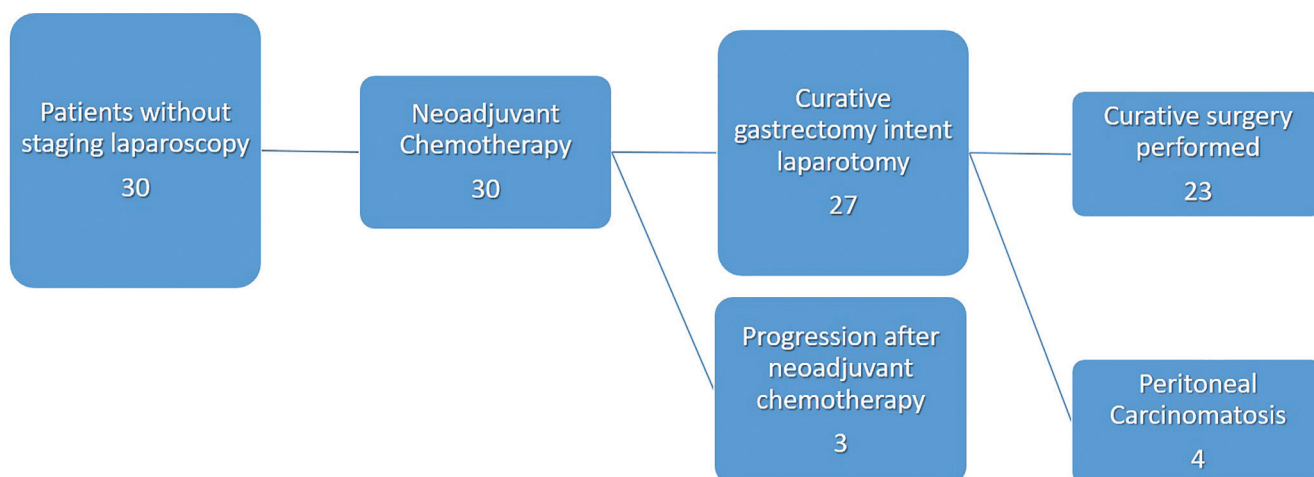 Patients without
staging laparoscopy
30
Neoadjuvant
Chemotherapy
30
Curative
gastrectomy intent
laparotomy
27
Progression after
neoadjuvant
chemotherapy
3
Curative surgery
performed
23
Peritoneal
Carcinomatosis
4